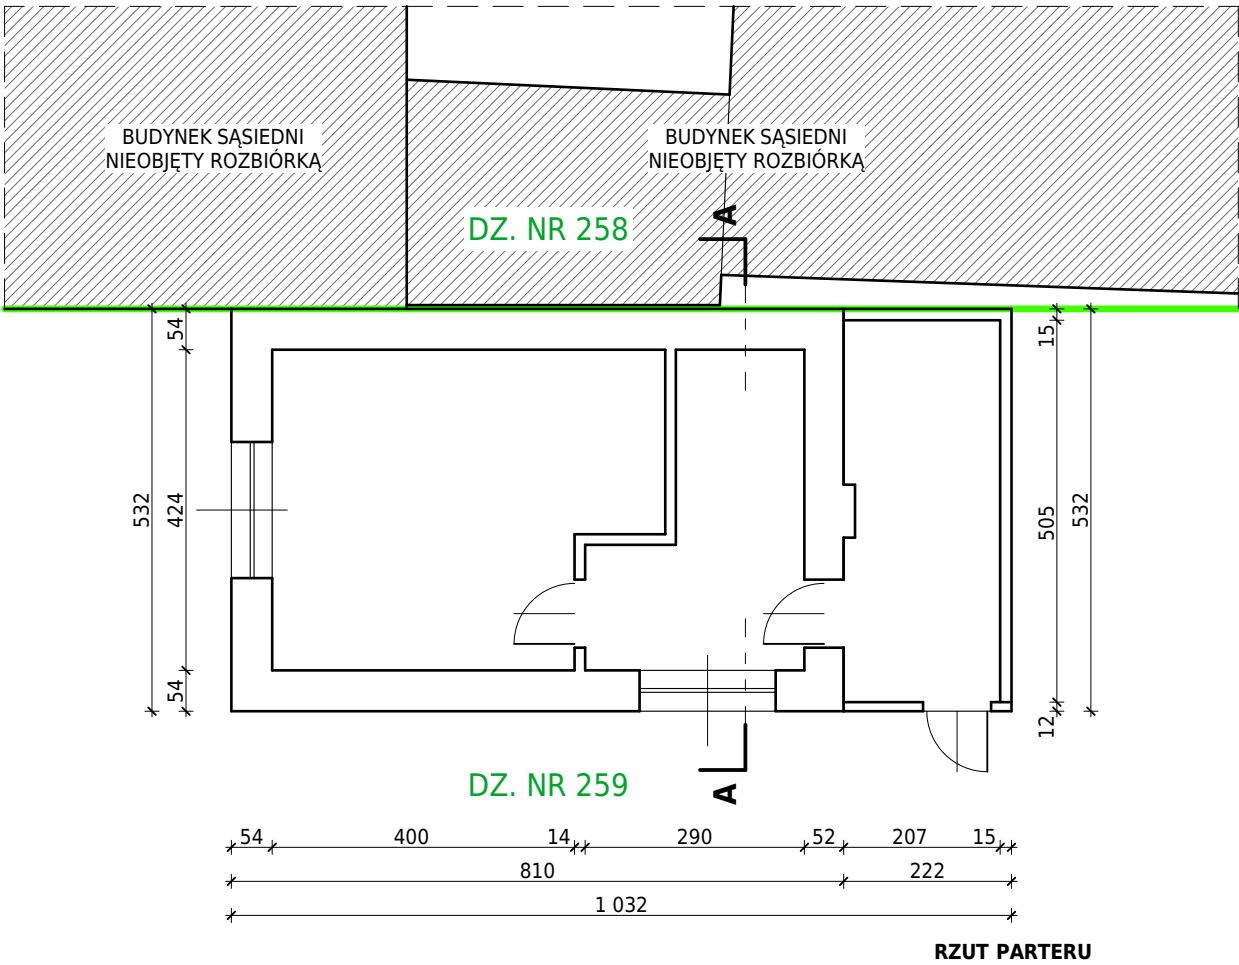 BUDYNEK SĄSIEDNI
NIEOBJĘTY ROZBIÓRKĄ
BUDYNEK SĄSIEDNI
NIEOBJĘTY ROZBIÓRKĄ
DZ. NR 258
A
54
15
532
424
505
532
54
12
A
DZ. NR 259
54
400
14
290
52
207
15
810
222
1 032
RZUT PARTERU